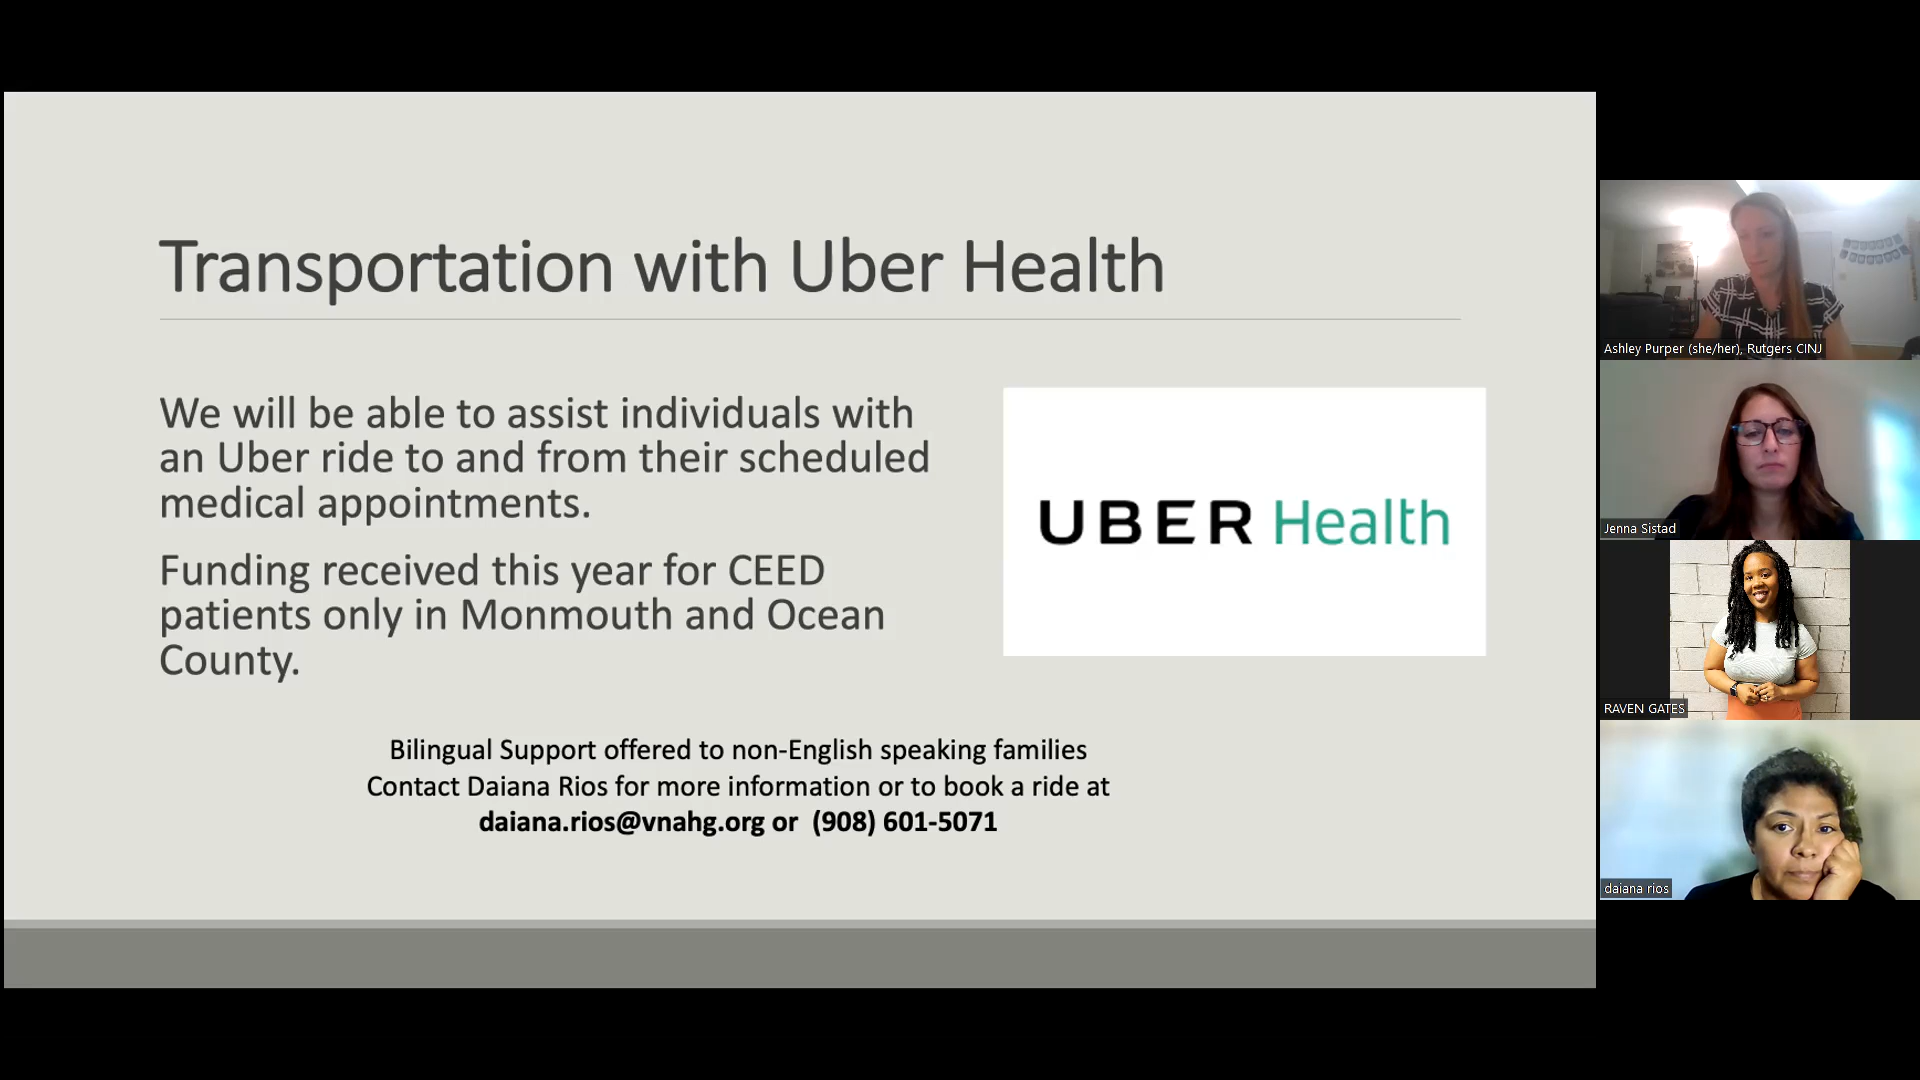 Transportation with Uber Health
We will be able to assist individuals with
an Uber ride to and from their scheduled
medical appointments.
Funding received this year for CEED
patients only in Monmouth and Ocean
County.
UBER Health
Bilingual Support offered to non-English speaking families
Contact Daiana Rios for more information or to book a ride at
daiana.rios@vnahg.org or (908) 601-5071
Ashley Purper (she/her), Rutgers CINJ
Jenna Sistad
RAVEN GATES
daiana rios